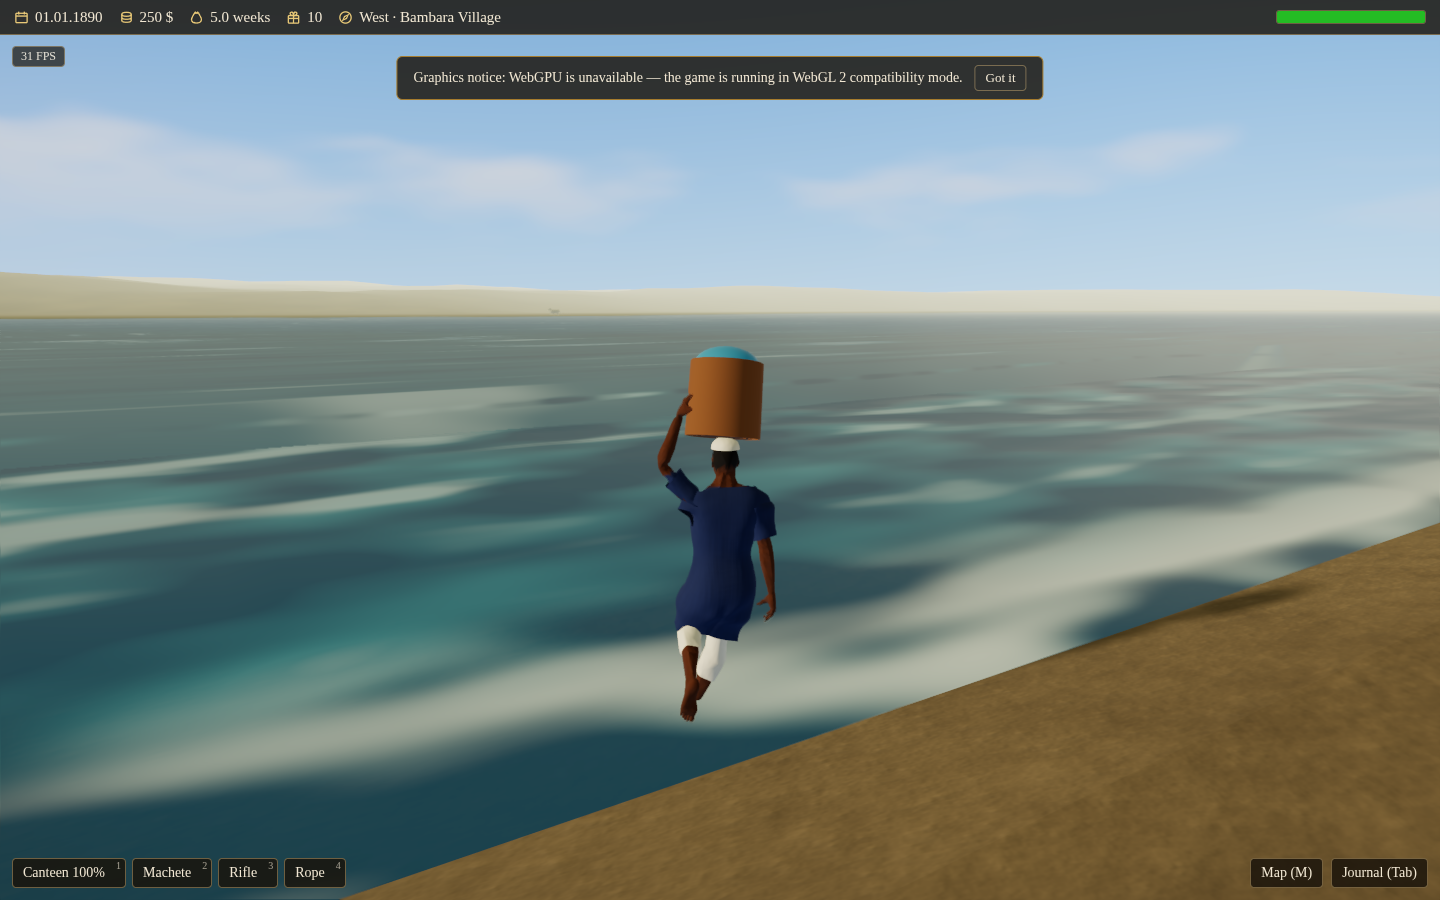 01.01.1890 250 $ 5.0 weeks 10 West · Bambara Village
31 FPS
Graphics notice: WebGPU is unavailable — the game is running in WebGL 2 compatibility mode. Got it
Canteen 100% 1 Machete 2 Rifle 3 Rope 4 Map (M) Journal (Tab)